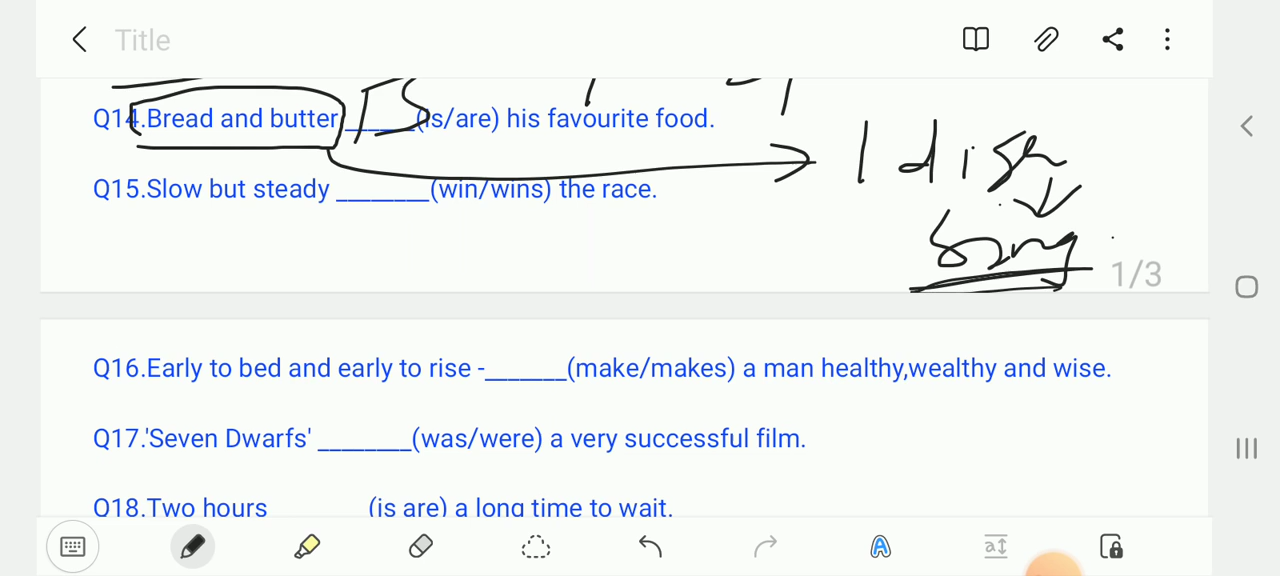 Title
Q14.Bread and butter ______(is/are) his favourite food.
is
1 dish
Q15.Slow but steady _______(win/wins) the race.
sing
1/3
Q16.Early to bed and early to rise -______(make/makes) a man healthy,wealthy and wise.
Q17.'Seven Dwarfs' _______(was/were) a very successful film.
Q18.Two hours (is are) a long time to wait.